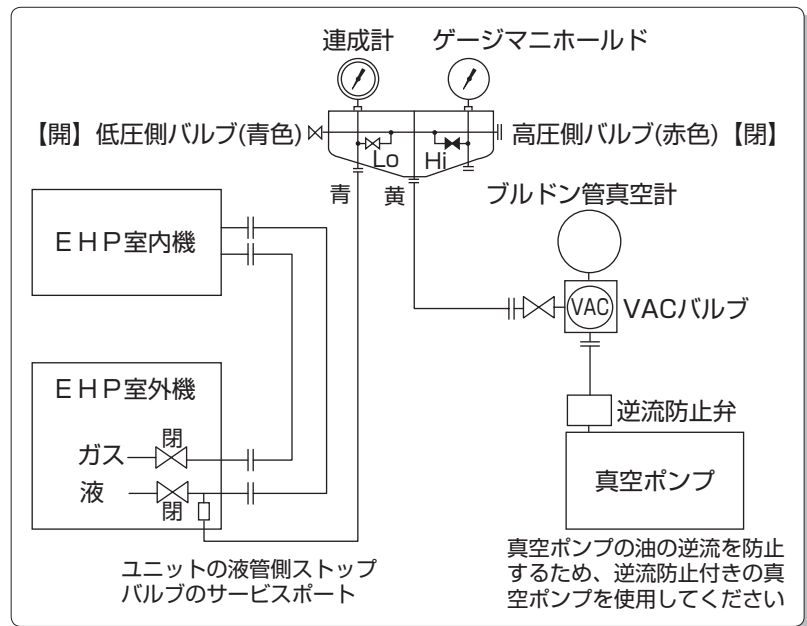 連成計
ゲージマニホールド
【開】低圧側バルブ(青色)
高圧側バルブ(赤色)【閉】
Lo
Hi
青
黄
ブルドン管真空計
EHP室内機
VAC
VACバルブ
EHP室外機
逆流防止弁
閉
ガス
液
閉
真空ポンプ
ユニットの液管側ストップ
バルブのサービスポート
真空ポンプの油の逆流を防止
するため、逆流防止付きの真
空ポンプを使用してください